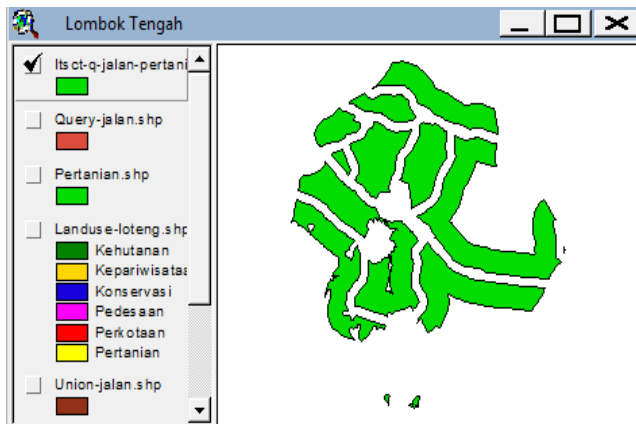 Lombok Tengah
Itsct-q-jalan-pertani
Query-jalan.shp
Pertanian.shp
Landuse-loteng.shp
Kehutanan
Kepariwisataa
Konservasi
Pedesaan
Perkotaan
Pertanian
Union-jalan.shp